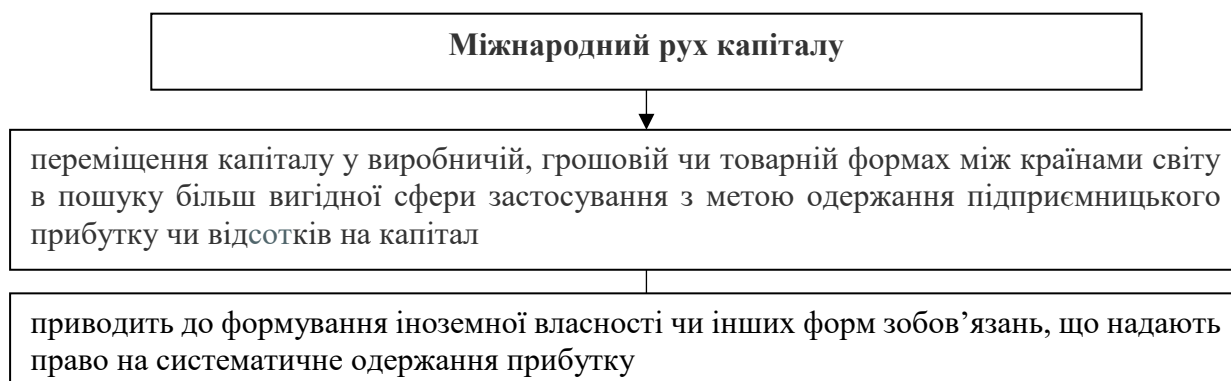 Міжнародний рух капіталу
переміщення капіталу у виробничій, грошовій чи товарній формах між країнами світу
в пошуку більш вигідної сфери застосування з метою одержання підприємницького
прибутку чи відсотків на капітал
приводить до формування іноземної власності чи інших форм зобов’язань, що надають
право на систематичне одержання прибутку